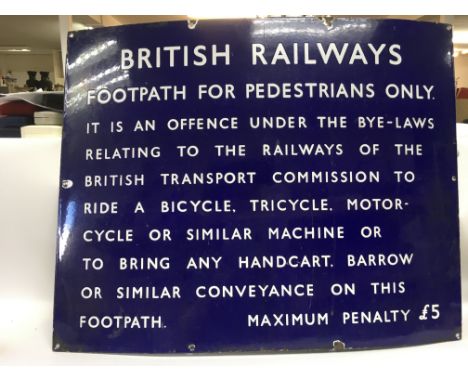 BRITISH RAILWAYS
FOOTPATH FOR PEDESTRIANS ONLY.
IT IS AN OFFENCE UNDER THE BYE-LAWS
RELATING TO THE RAILWAYS OF THE
BRITISH TRANSPORT COMMISSION TO
RIDE A BICYCLE, TRICYCLE, MOTOR-
CYCLE OR SIMILAR MACHINE OR
TO BRING ANY HANDCART, BARROW
OR SIMILAR CONVEYANCE ON THIS
FOOTPATH. MAXIMUM PENALTY £5